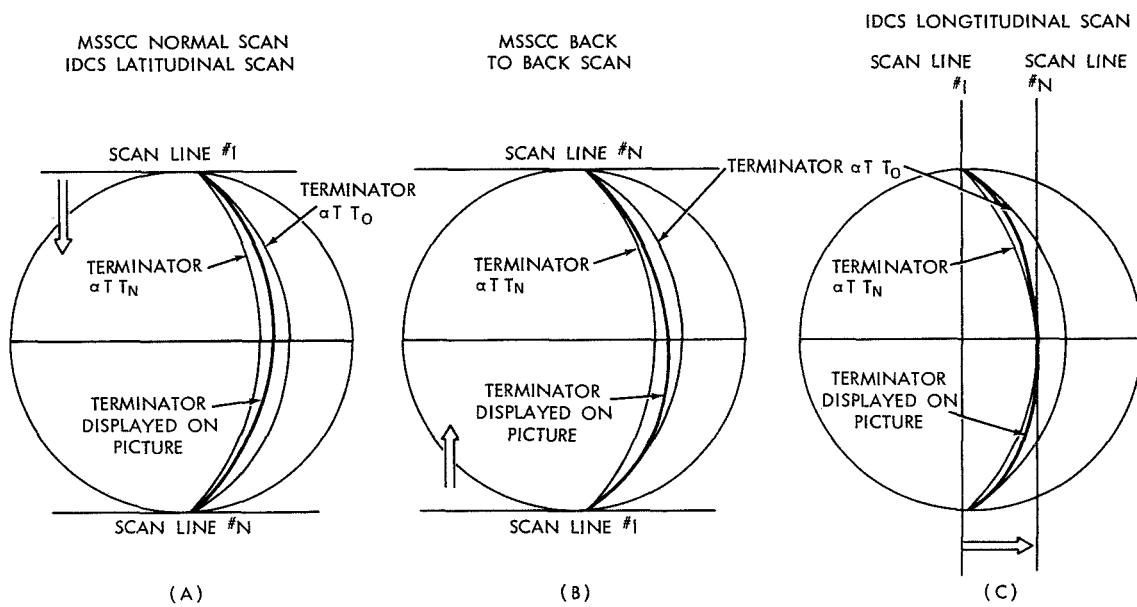 MSSCC NORMAL SCAN
IDCS LATITUDINAL SCAN
SCAN LINE #1
TERMINATOR
αT TO
TERMINATOR
αT TN
TERMINATOR
DISPLAYED ON
PICTURE
SCAN LINE #N
(A)
MSSCC BACK
TO BACK SCAN
SCAN LINE #N
TERMINATOR αT TO
TERMINATOR
αT TN
TERMINATOR
DISPLAYED ON
PICTURE
SCAN LINE #1
(B)
IDCS LONGTITUDINAL SCAN
SCAN LINE
#1
SCAN LINE
#N
TERMINATOR
αT TN
TERMINATOR
DISPLAYED ON
PICTURE
(C)